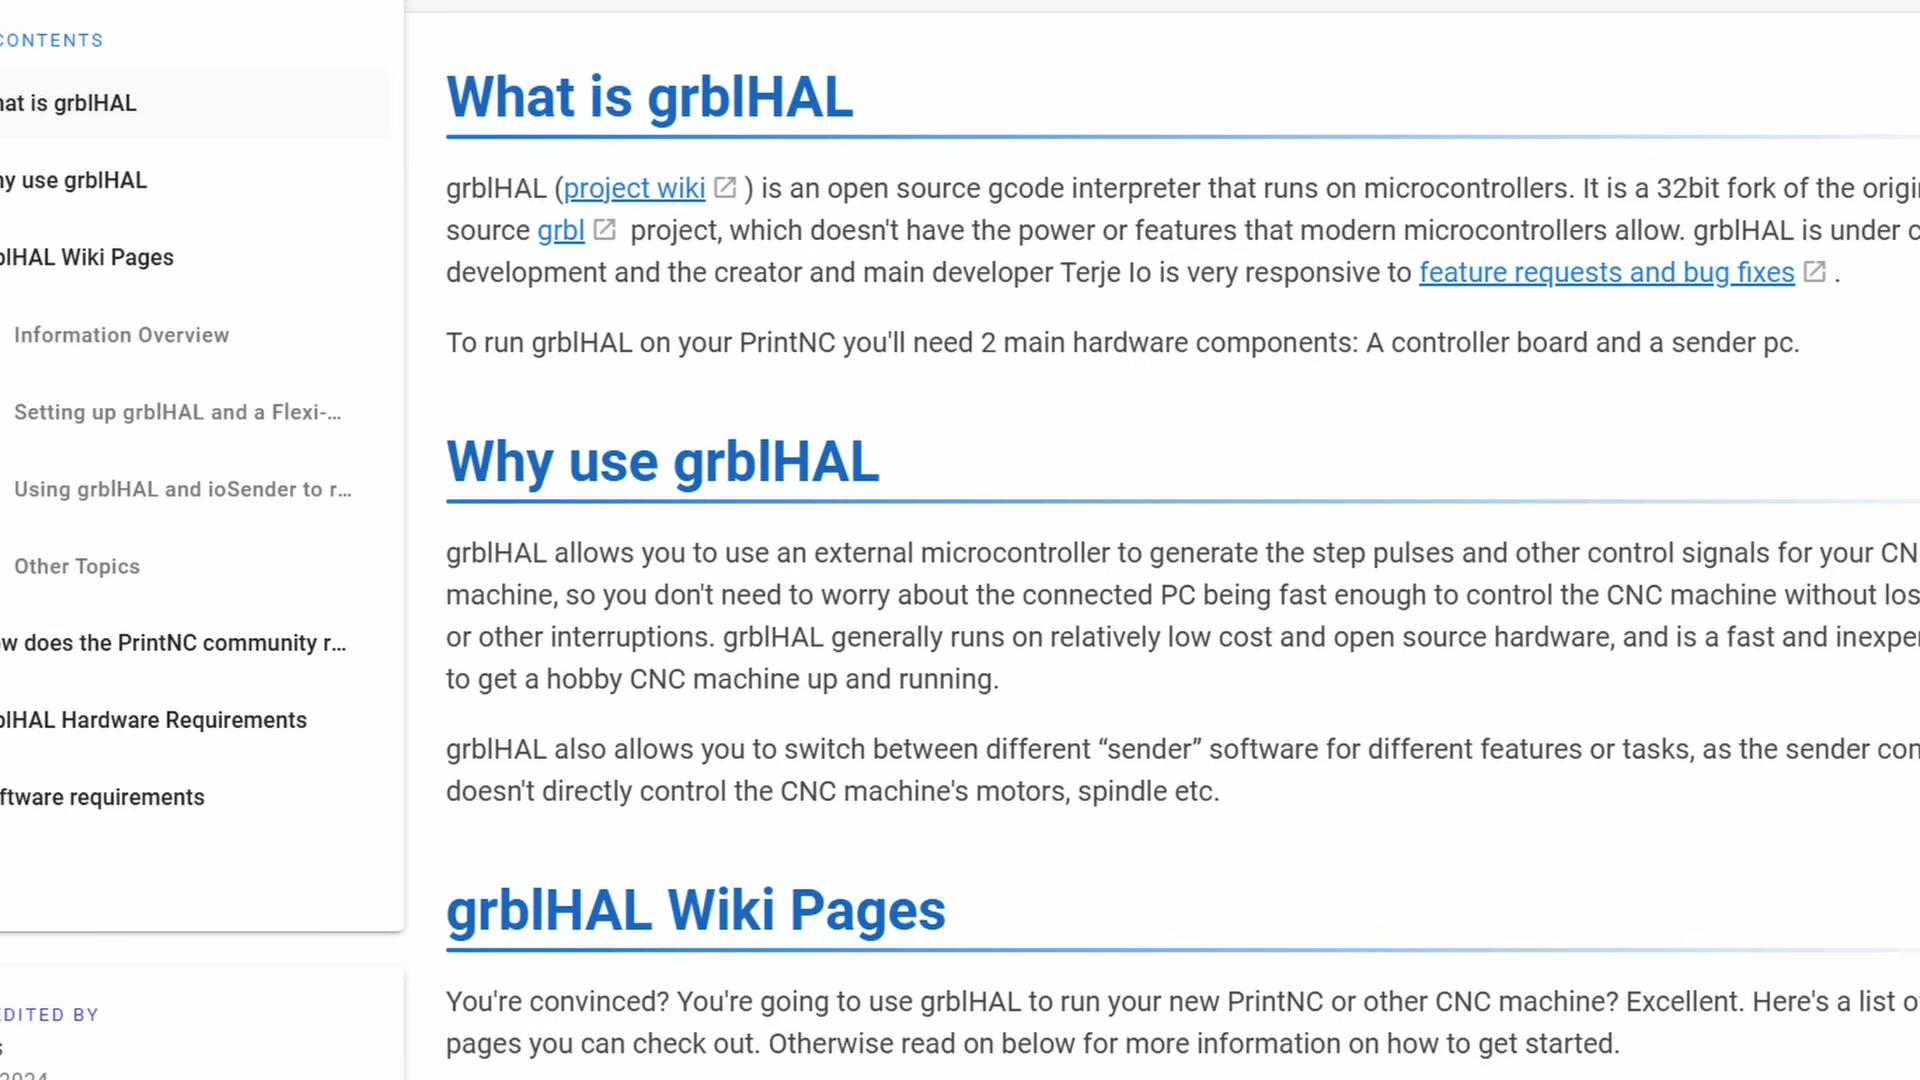 CONTENTS
hat is grblHAL
hy use grblHAL
blHAL Wiki Pages
Information Overview
Setting up grblHAL and a Flexi-...
Using grblHAL and ioSender to r...
Other Topics
ow does the PrintNC community r...
blHAL Hardware Requirements
ftware requirements
EDITED BY
s
2024
What is grblHAL
grblHAL (project wiki ) is an open source gcode interpreter that runs on microcontrollers. It is a 32bit fork of the origi
source grbl project, which doesn't have the power or features that modern microcontrollers allow. grblHAL is under c
development and the creator and main developer Terje Io is very responsive to feature requests and bug fixes .
To run grblHAL on your PrintNC you'll need 2 main hardware components: A controller board and a sender pc.
Why use grblHAL
grblHAL allows you to use an external microcontroller to generate the step pulses and other control signals for your CN
machine, so you don't need to worry about the connected PC being fast enough to control the CNC machine without los
or other interruptions. grblHAL generally runs on relatively low cost and open source hardware, and is a fast and inexpe
to get a hobby CNC machine up and running.
grblHAL also allows you to switch between different “sender” software for different features or tasks, as the sender con
doesn't directly control the CNC machine's motors, spindle etc.
grblHAL Wiki Pages
You're convinced? You're going to use grblHAL to run your new PrintNC or other CNC machine? Excellent. Here's a list o
pages you can check out. Otherwise read on below for more information on how to get started.